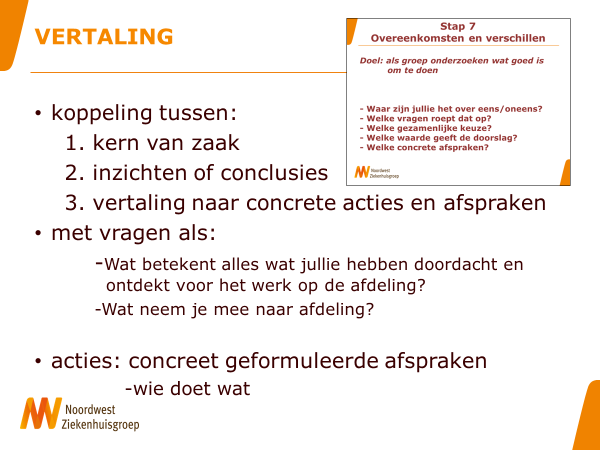 VERTALING
Stap 7
Overeenkomsten en verschillen
Doel: als groep onderzoeken wat goed is
om te doen
- Waar zijn jullie het over eens/oneens?
- Welke vragen roept dat op?
- Welke gezamenlijke keuze?
- Welke waarde geeft de doorslag?
- Welke concrete afspraken?
Noordwest
Ziekenhuisgroep
• koppeling tussen:
1. kern van zaak
2. inzichten of conclusies
3. vertaling naar concrete acties en afspraken
• met vragen als:
-Wat betekent alles wat jullie hebben doordacht en
ontdekt voor het werk op de afdeling?
-Wat neem je mee naar afdeling?
• acties: concreet geformuleerde afspraken
-wie doet wat
Noordwest
Ziekenhuisgroep